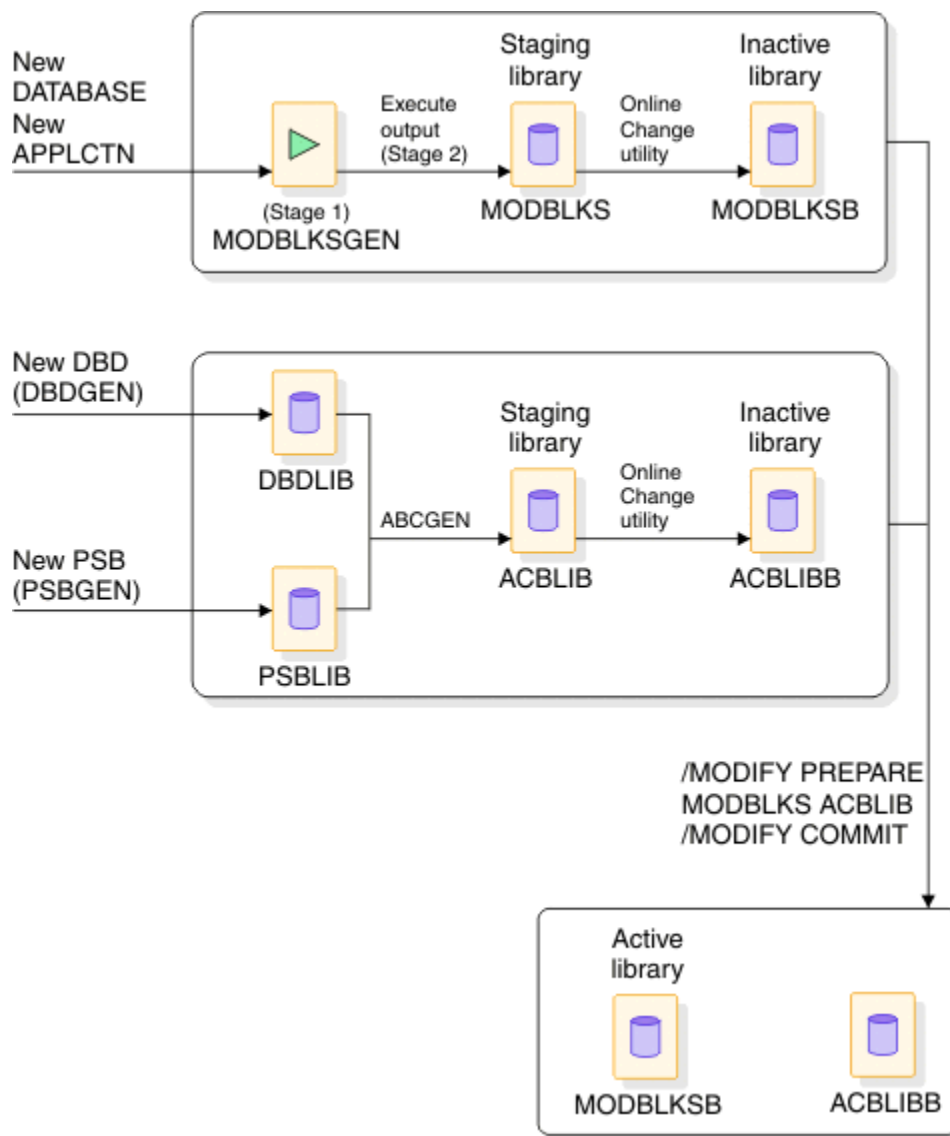 New
DATABASE
New
APPLCTN
(Stage 1)
MODBLKSGEN
Execute
output
(Stage 2)
Staging
library
MODBLKS
Online
Change
utility
Inactive
library
MODBLKSB
New DBD
(DBDGEN)
DBDLIB
New PSB
(PSBGEN)
PSBLIB
ABCGEN
Staging
library
ACBLIB
Online
Change
utility
Inactive
library
ACBLIBB
/MODIFY PREPARE
MODBLKS ACBLIB
/MODIFY COMMIT
Active
library
MODBLKSB
ACBLIBB